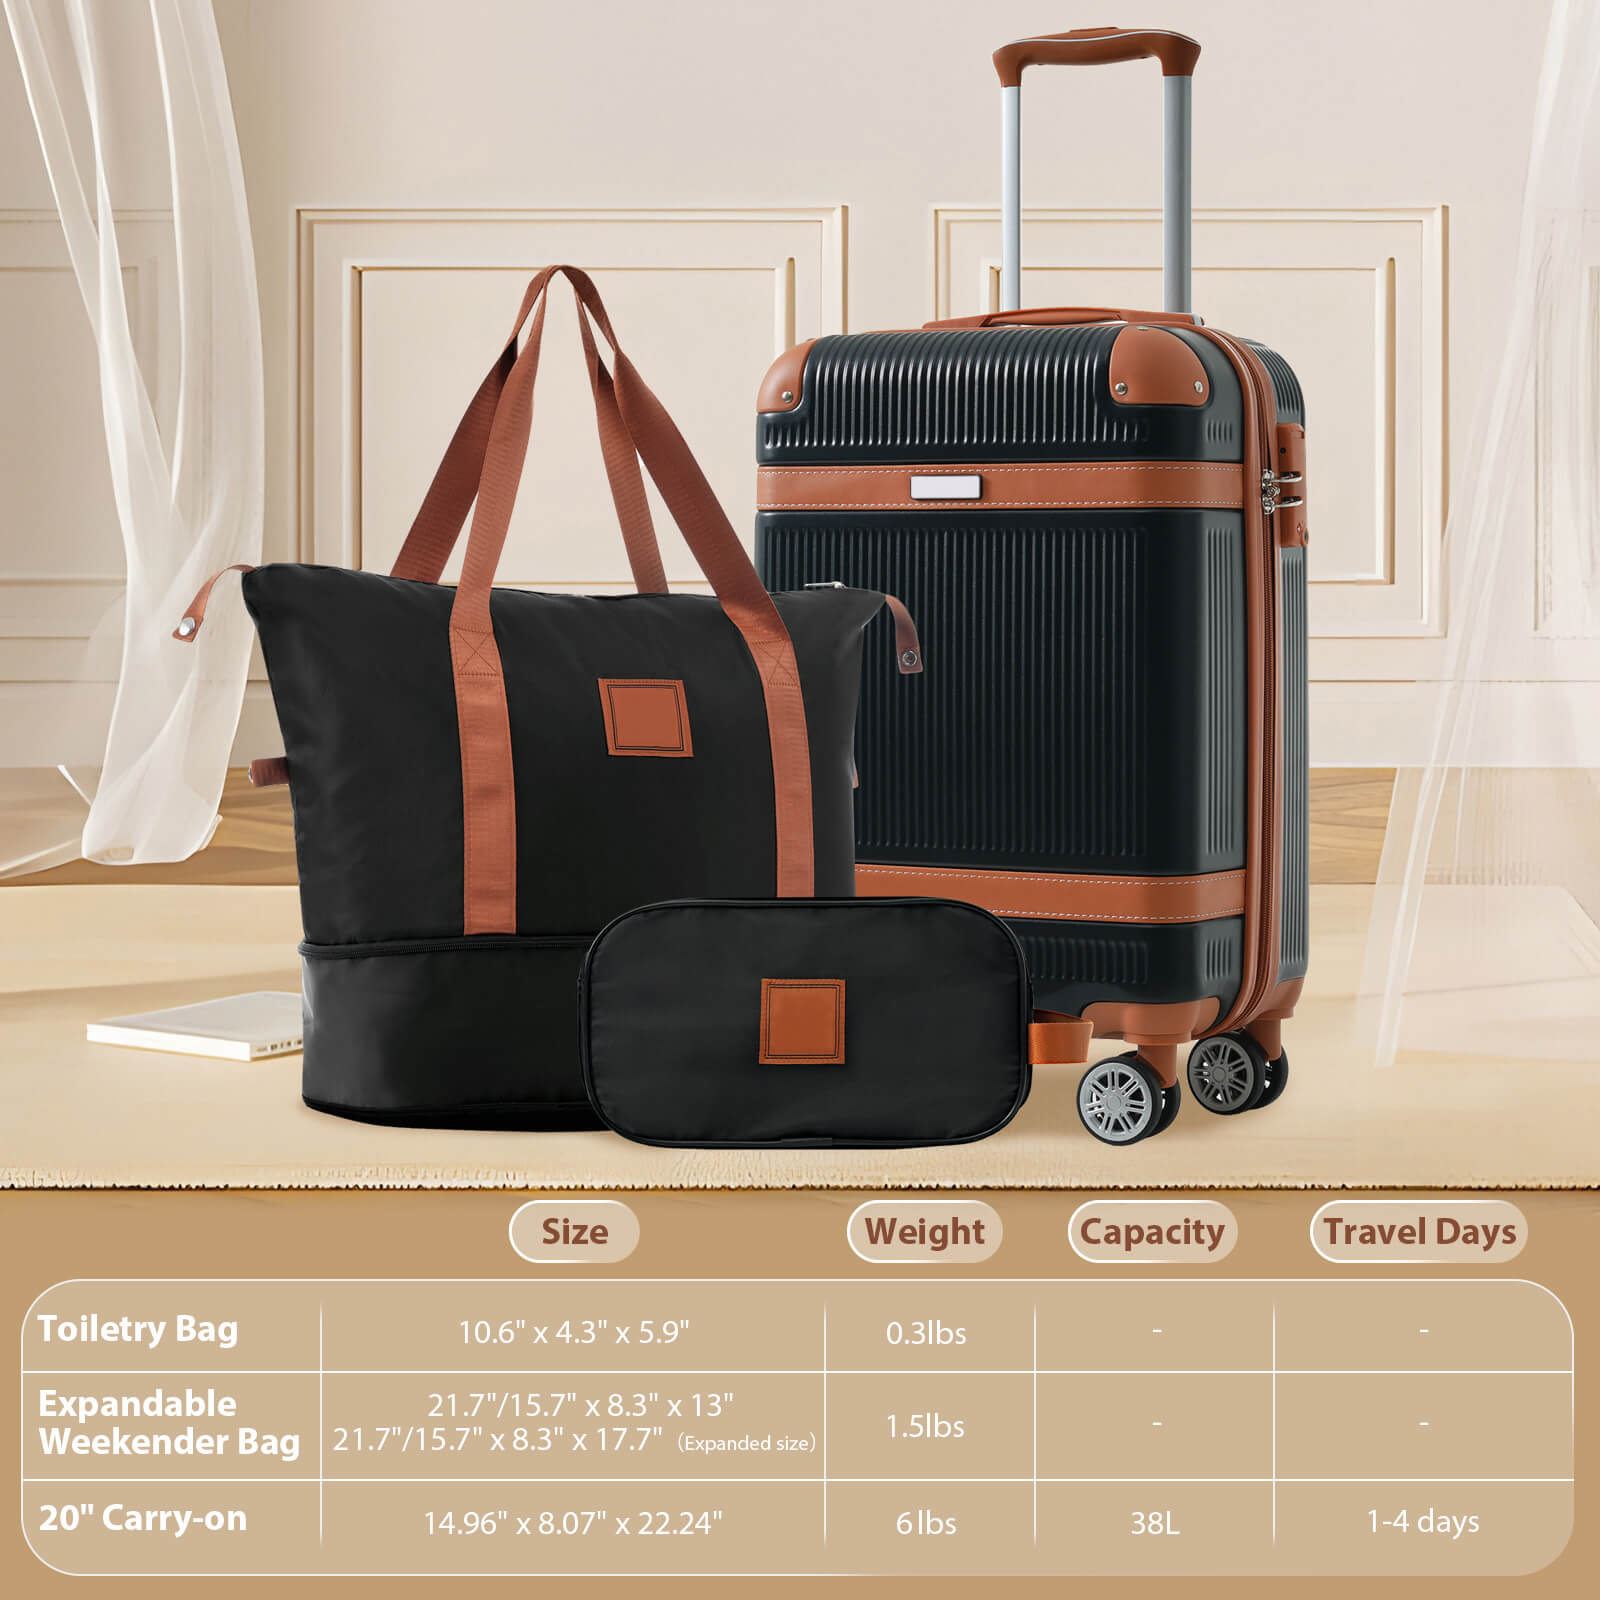 Size Weight Capacity Travel Days
Toiletry Bag 10.6" x 4.3" x 5.9" 0.3lbs - -
Expandable Weekender Bag 21.7"/15.7" x 8.3" x 13" 1.5lbs - -
21.7"/15.7" x 8.3" x 17.7" (Expanded size)
20" Carry-on 14.96" x 8.07" x 22.24" 6lbs 38L 1-4 days